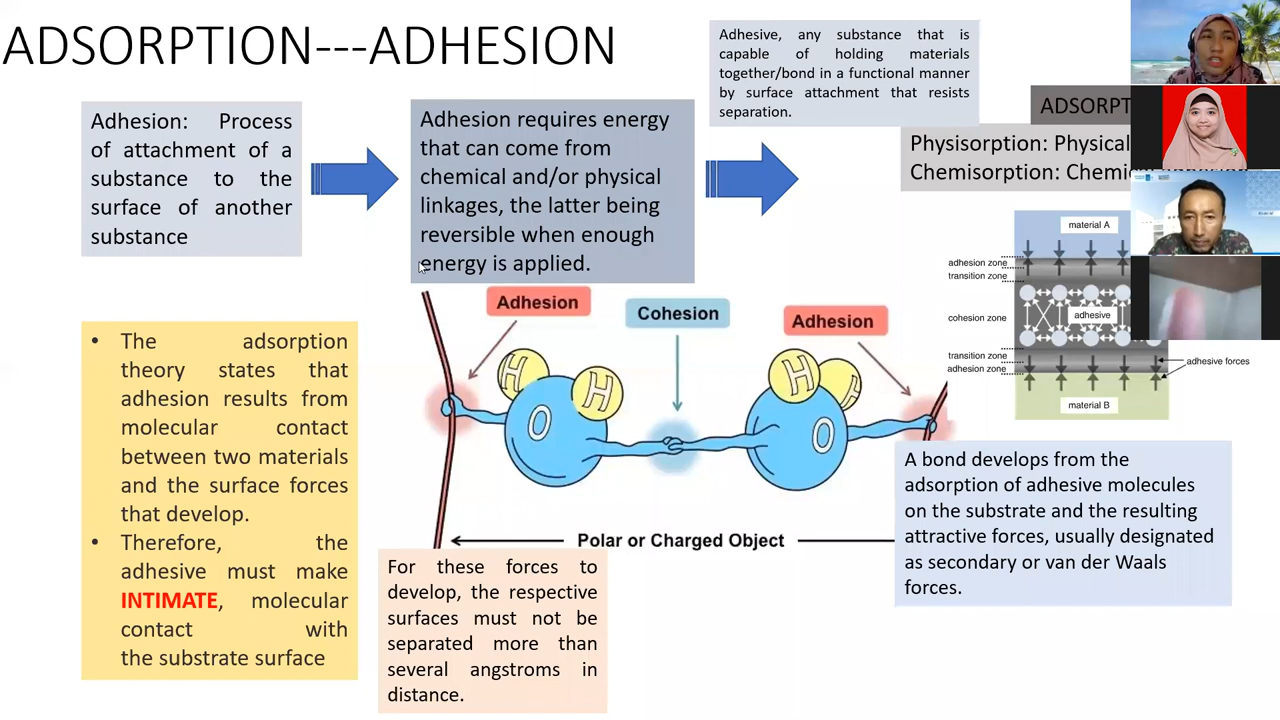 ADSORPTION---ADHESION
Adhesion: Process
of attachment of a
substance to the
surface of another
substance
Adhesion requires energy
that can come from
chemical and/or physical
linkages, the latter being
reversible when enough
energy is applied.
Adhesive, any substance that is
capable of holding materials
together/bond in a functional manner
by surface attachment that resists
separation.
ADSORPT
Physisorption: Physical
Chemisorption: Chemi
material A
adhesion zone
transition zone
cohesion zone
adhesive
transition zone
adhesion zone
adhesive forces
material B
• The adsorption
theory states that
adhesion results from
molecular contact
between two materials
and the surface forces
that develop.
• Therefore, the
adhesive must make
INTIMATE, molecular
contact with
the substrate surface
Adhesion
Cohesion
Adhesion
H H O
H H O
Polar or Charged Object
For these forces to
develop, the respective
surfaces must not be
separated more than
several angstroms in
distance.
A bond develops from the
adsorption of adhesive molecules
on the substrate and the resulting
attractive forces, usually designated
as secondary or van der Waals
forces.